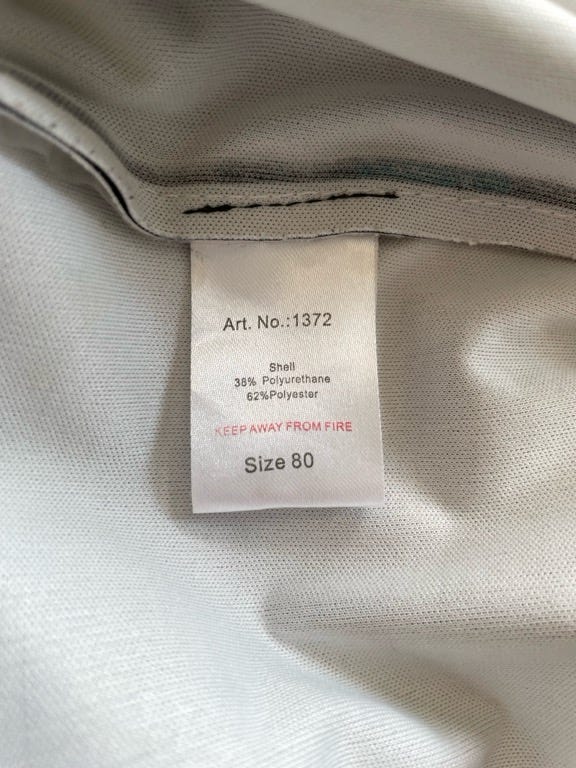 Art. No.:1372
Shell
38% Polyurethane
62%Polyester
KEEP AWAY FROM FIRE
Size 80